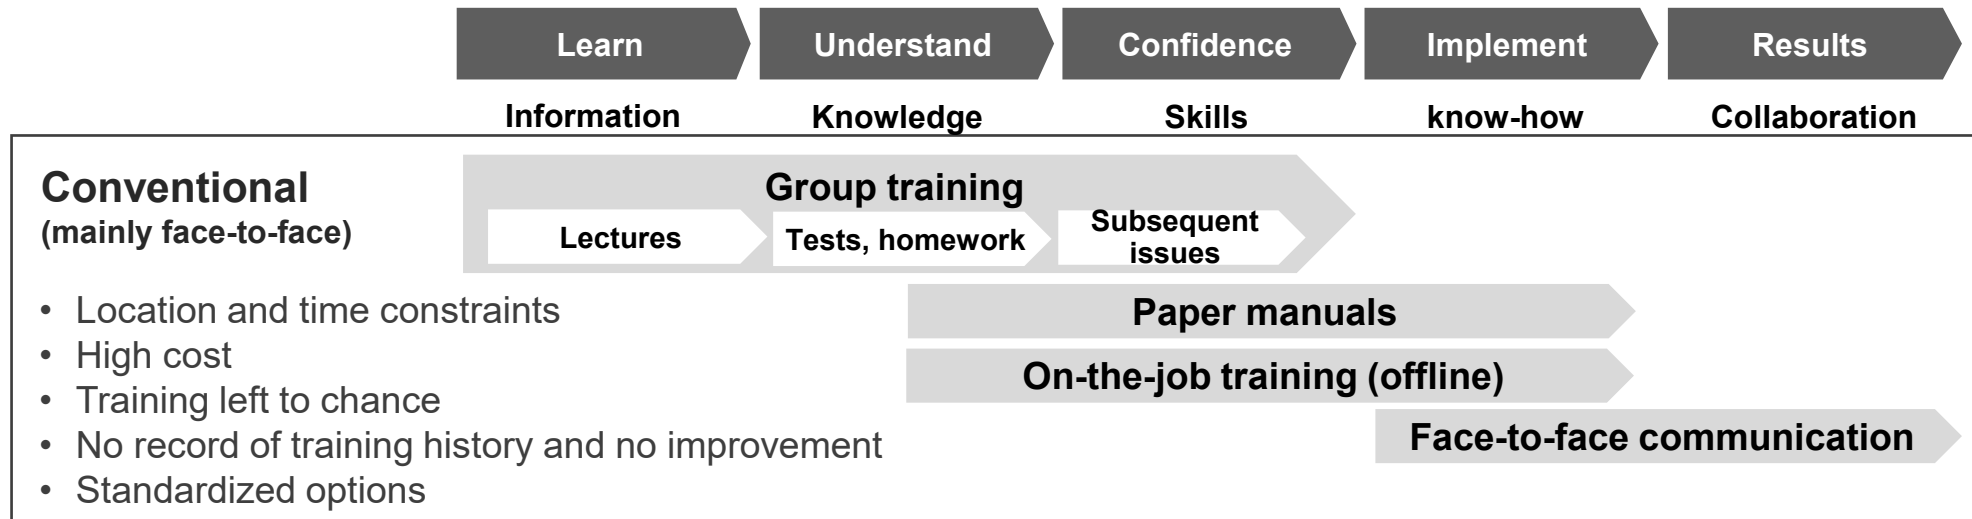 Learn Understand Confidence Implement Results
Information Knowledge Skills know-how Collaboration
Conventional
(mainly face-to-face)
Group training
Lectures
Tests, homework
Subsequent
issues
• Location and time constraints
• High cost
• Training left to chance
• No record of training history and no improvement
• Standardized options
Paper manuals
On-the-job training (offline)
Face-to-face communication